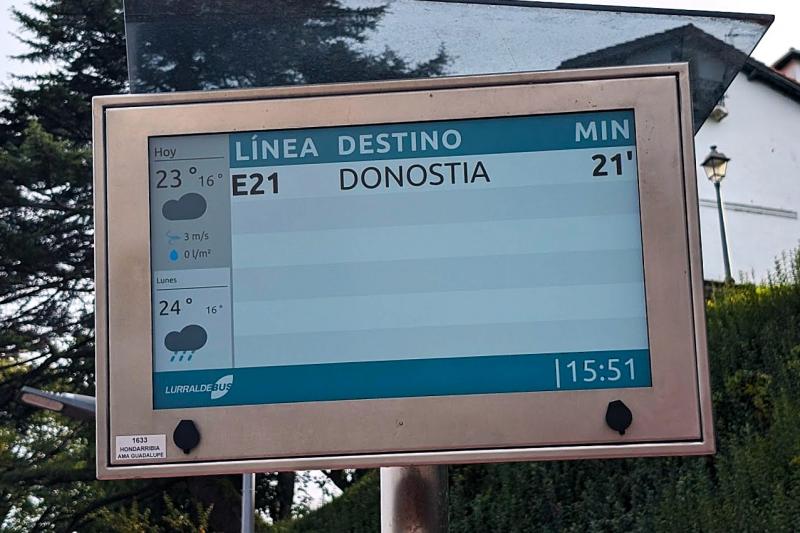 Hoy
23° 16°
3 m/s
0 l/m²
Lunes
24° 16°
LÍNEA DESTINO MIN
E21 DONOSTIA 21'
LURRALDEBUS
|15:51
1633
HONDARRIBIA
AMA GUADALUPE